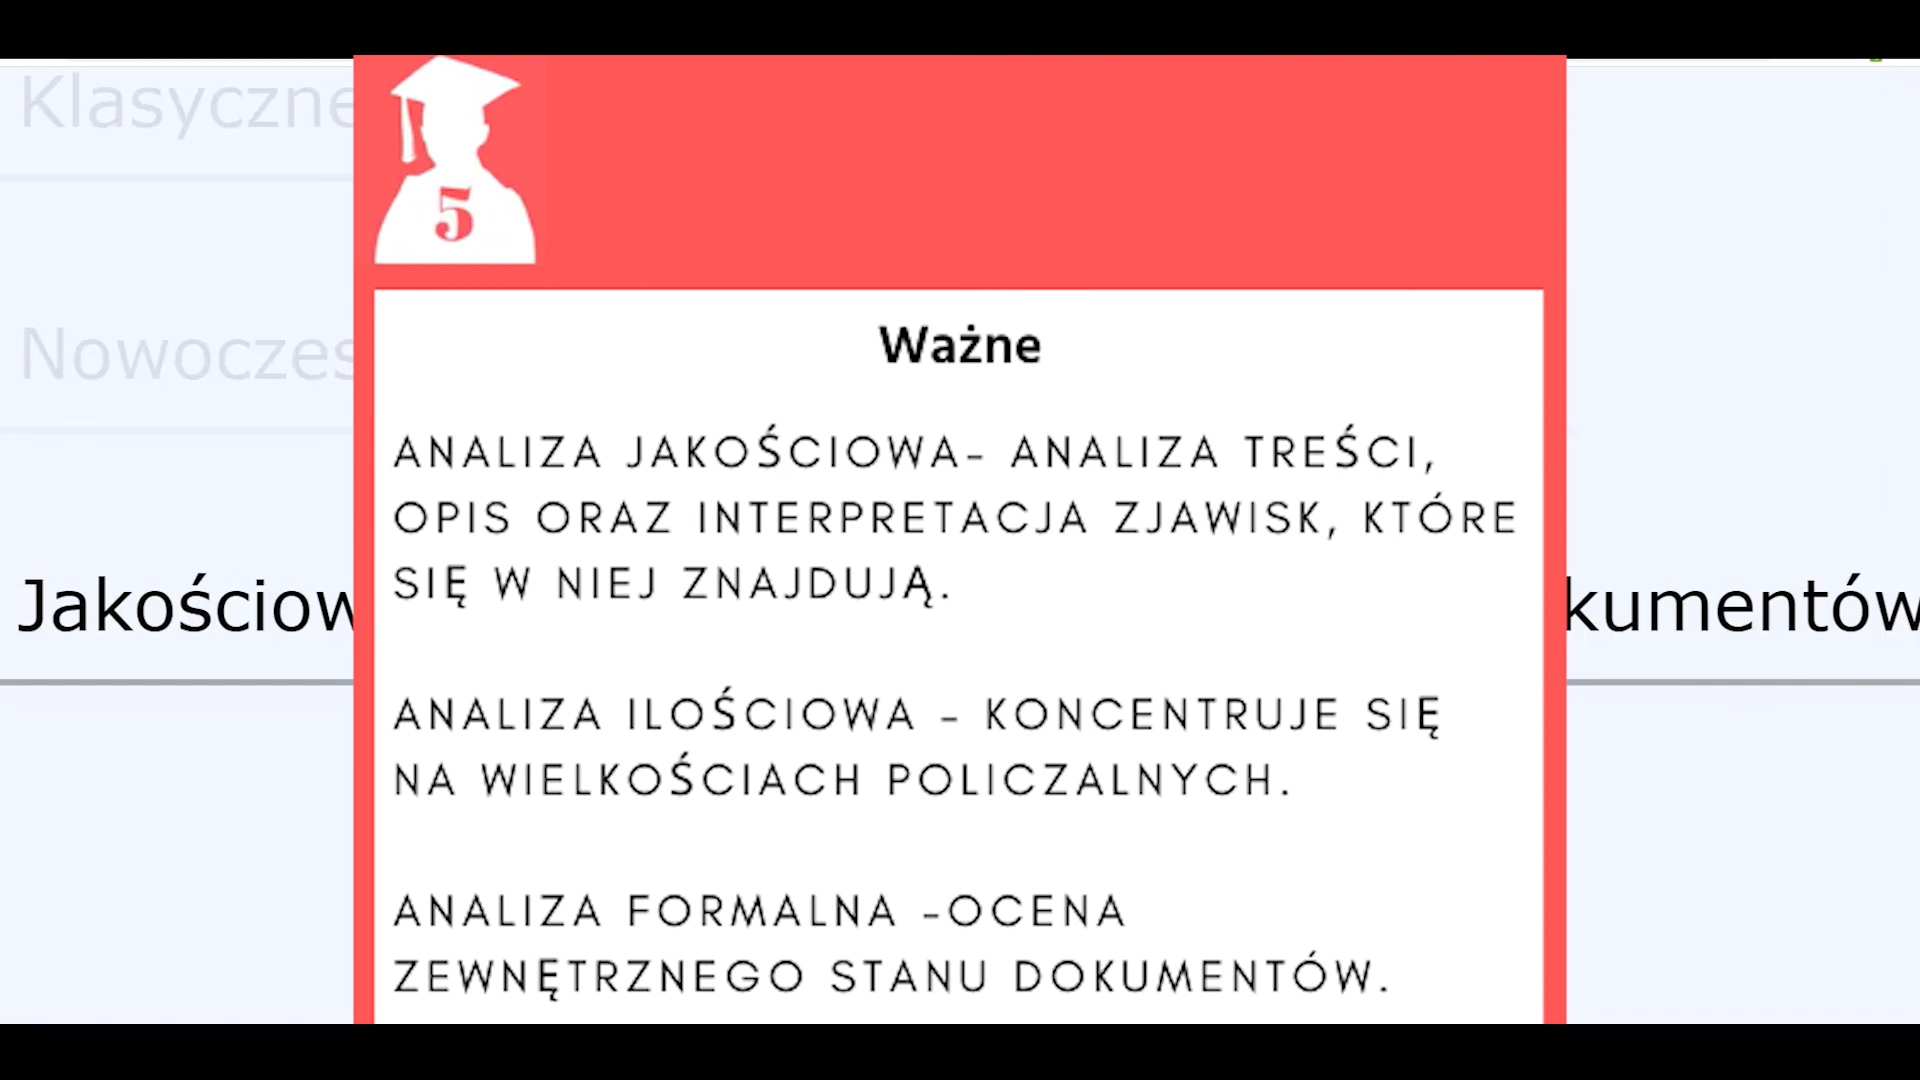 Klasyczne
5
Nowoczes
Ważne
ANALIZA JAKOŚCIOWA- ANALIZA TREŚCI,
OPIS ORAZ INTERPRETACJA ZJAWISK, KTÓRE
SIĘ W NIEJ ZNAJDUJĄ.
Jakościow
kumentów
ANALIZA ILOŚCIOWA - KONCENTRUJE SIĘ
NA WIELKOŚCIACH POLICZALNYCH.
ANALIZA FORMALNA -OCENA
ZEWNĘTRZNEGO STANU DOKUMENTÓW.